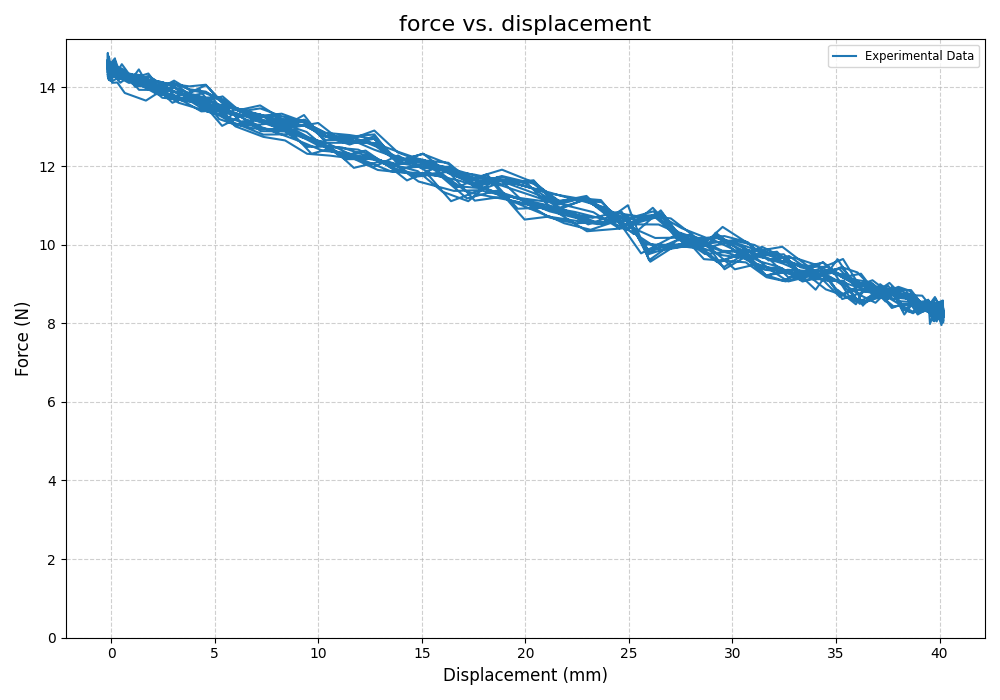 force vs. displacement
Experimental Data
Force (N)
14
12
10
8
6
4
2
0
0 5 10 15 20 25 30 35 40
Displacement (mm)